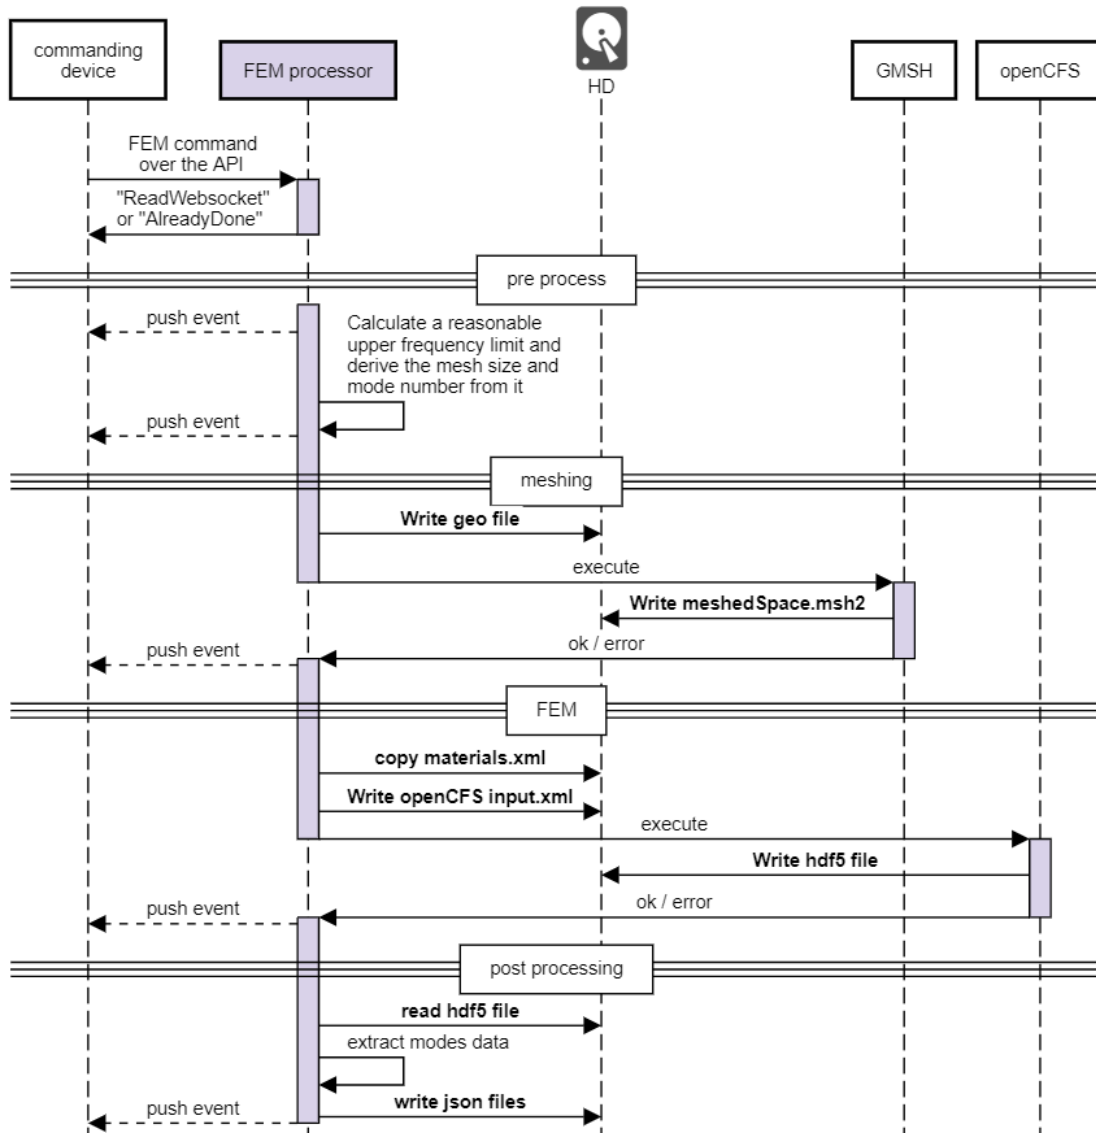 commanding
device
FEM processor
HD
GMSH
openCFS
FEM command
over the API
"ReadWebsocket"
or "AlreadyDone"
pre process
push event
Calculate a reasonable
upper frequency limit and
derive the mesh size and
mode number from it
push event
meshing
Write geo file
execute
Write meshedSpace.msh2
ok / error
push event
FEM
copy materials.xml
Write openCFS input.xml
execute
Write hdf5 file
ok / error
push event
post processing
read hdf5 file
extract modes data
write json files
push event